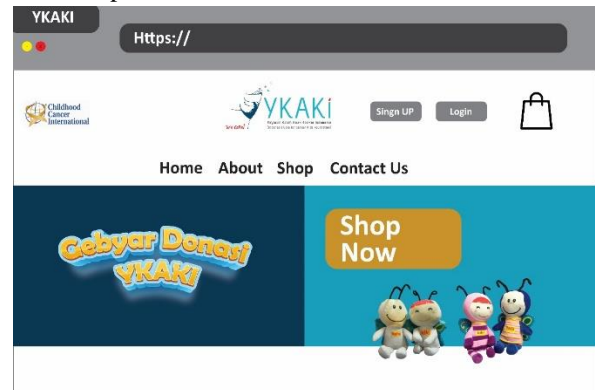 YKAKI
Https://
Childhood
Cancer
International
YKAKi
Singn UP
Login
Home About Shop Contact Us
Gebyar Donasi
YKAKI
Shop
Now